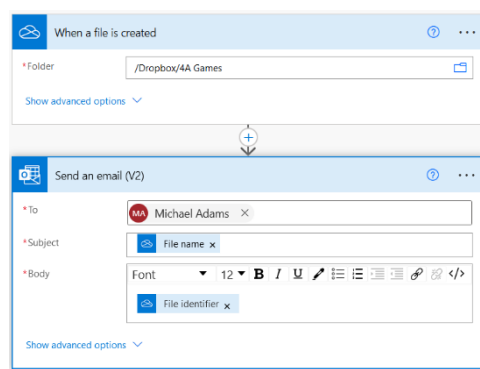 When a file is created
*Folder
/Dropbox/4A Games
Show advanced options
Send an email (V2)
*To
MA Michael Adams ×
*Subject
File name x
*Body
Font 12 B I U </>
File identifier x
Show advanced options